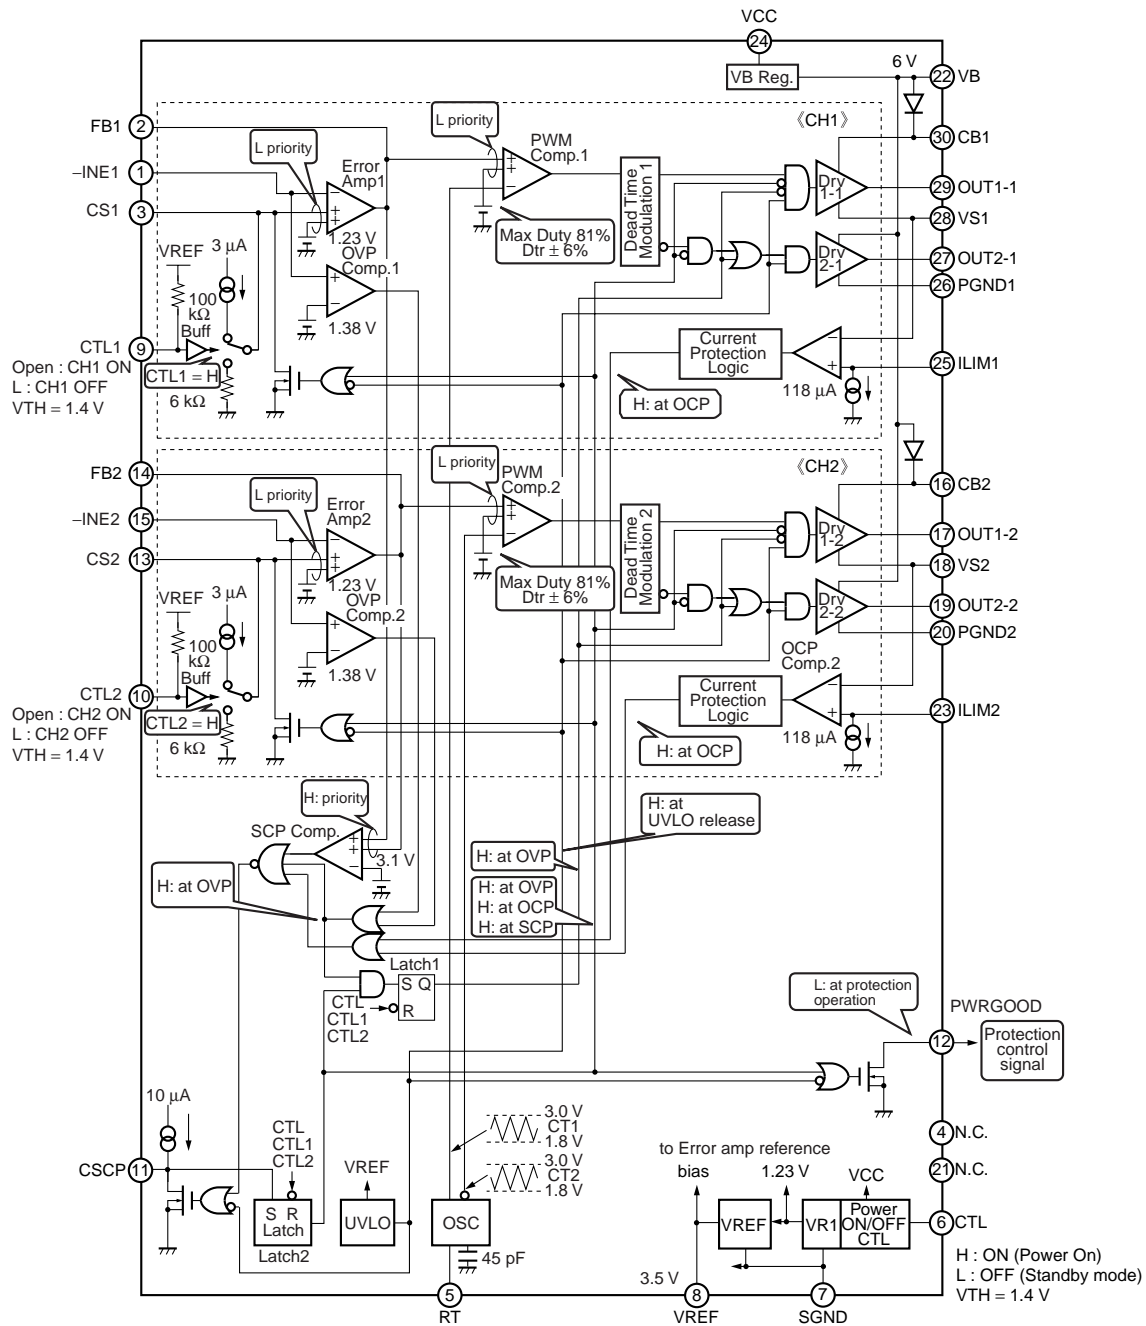 VCC
24
6 V
VB Reg.
22 VB
《CH1》
FB1 2
L priority
L priority
PWM
Comp.1
30 CB1
–INE1 1
Error
Amp1
Dead Time
Modulation 1
Drv
1-1
29 OUT1-1
CS1 3
28 VS1
1.23 V
Max Duty 81%
Dtr ± 6%
VREF
3 µA
OVP
Comp.1
Drv
2-1
27 OUT2-1
26 PGND1
100
kΩ
1.38 V
Buff
CTL1 9
Open : CH1 ON
L : CH1 OFF
VTH = 1.4 V
CTL1 = H
6 kΩ
Current
Protection
Logic
25 ILIM1
118 µA
H: at OCP
《CH2》
FB2 14
L priority
L priority
PWM
Comp.2
16 CB2
–INE2 15
Error
Amp2
Dead Time
Modulation 2
Drv
1-2
17 OUT1-2
CS2 13
18 VS2
1.23 V
Max Duty 81%
Dtr ± 6%
VREF
3 µA
OVP
Comp.2
Drv
2-2
19 OUT2-2
20 PGND2
100
kΩ
1.38 V
OCP
Comp.2
Buff
CTL2 10
Open : CH2 ON
L : CH2 OFF
VTH = 1.4 V
CTL2 = H
6 kΩ
Current
Protection
Logic
23 ILIM2
118 µA
H: at OCP
H: priority
H: at
UVLO release
SCP Comp.
3.1 V
H: at OVP
H: at OVP
H: at OVP
H: at OCP
H: at SCP
Latch1
S Q
R
CTL
CTL1
CTL2
L: at protection
operation
PWRGOOD
12
Protection
control
signal
10 µA
CTL
CTL1
CTL2
3.0 V
CT1
1.8 V
4 N.C.
CSCP 11
VREF
3.0 V
CT2
1.8 V
to Error amp reference
bias
1.23 V
VCC
21 N.C.
S R
Latch
Latch2
UVLO
OSC
45 pF
VREF
VR1
Power
ON/OFF
CTL
6 CTL
H : ON (Power On)
L : OFF (Standby mode)
VTH = 1.4 V
3.5 V
5
RT
8
VREF
7
SGND